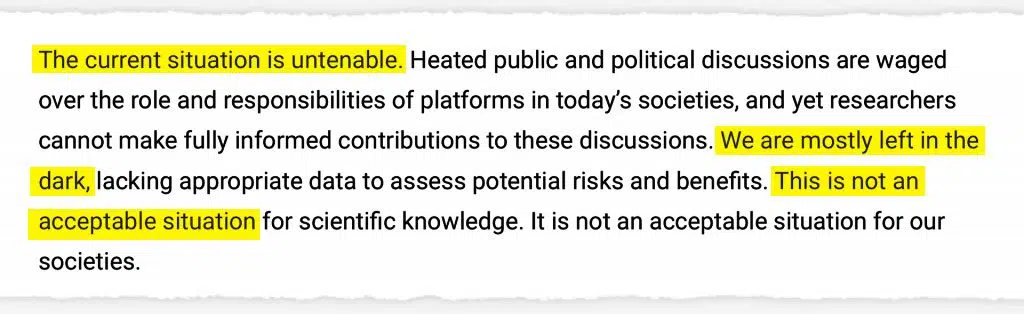 The current situation is untenable. Heated public and political discussions are waged
over the role and responsibilities of platforms in today’s societies, and yet researchers
cannot make fully informed contributions to these discussions. We are mostly left in the
dark, lacking appropriate data to assess potential risks and benefits. This is not an
acceptable situation for scientific knowledge. It is not an acceptable situation for our
societies.